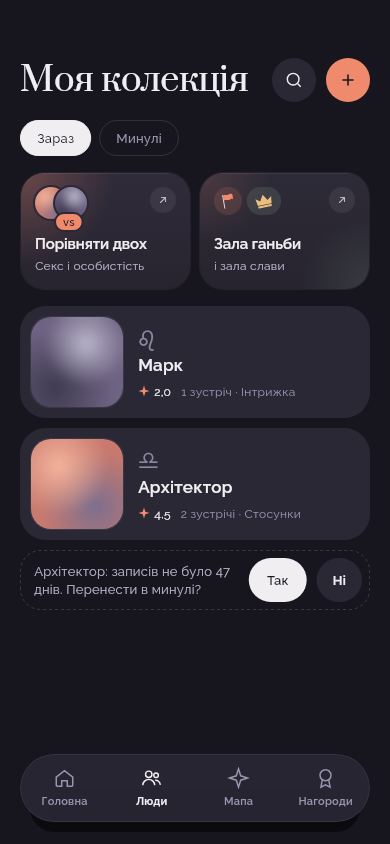 Моя колекція
Зараз
Минулі
VS
Порівняти двох
Секс і особистість
Зала ганьби
і зала слави
Марк
2,0 1 зустріч · Інтрижка
Архітектор
4,5 2 зустрічі · Стосунки
Архітектор: записів не було 47
днів. Перенести в минулі?
Так
Ні
Головна
Люди
Мапа
Нагороди